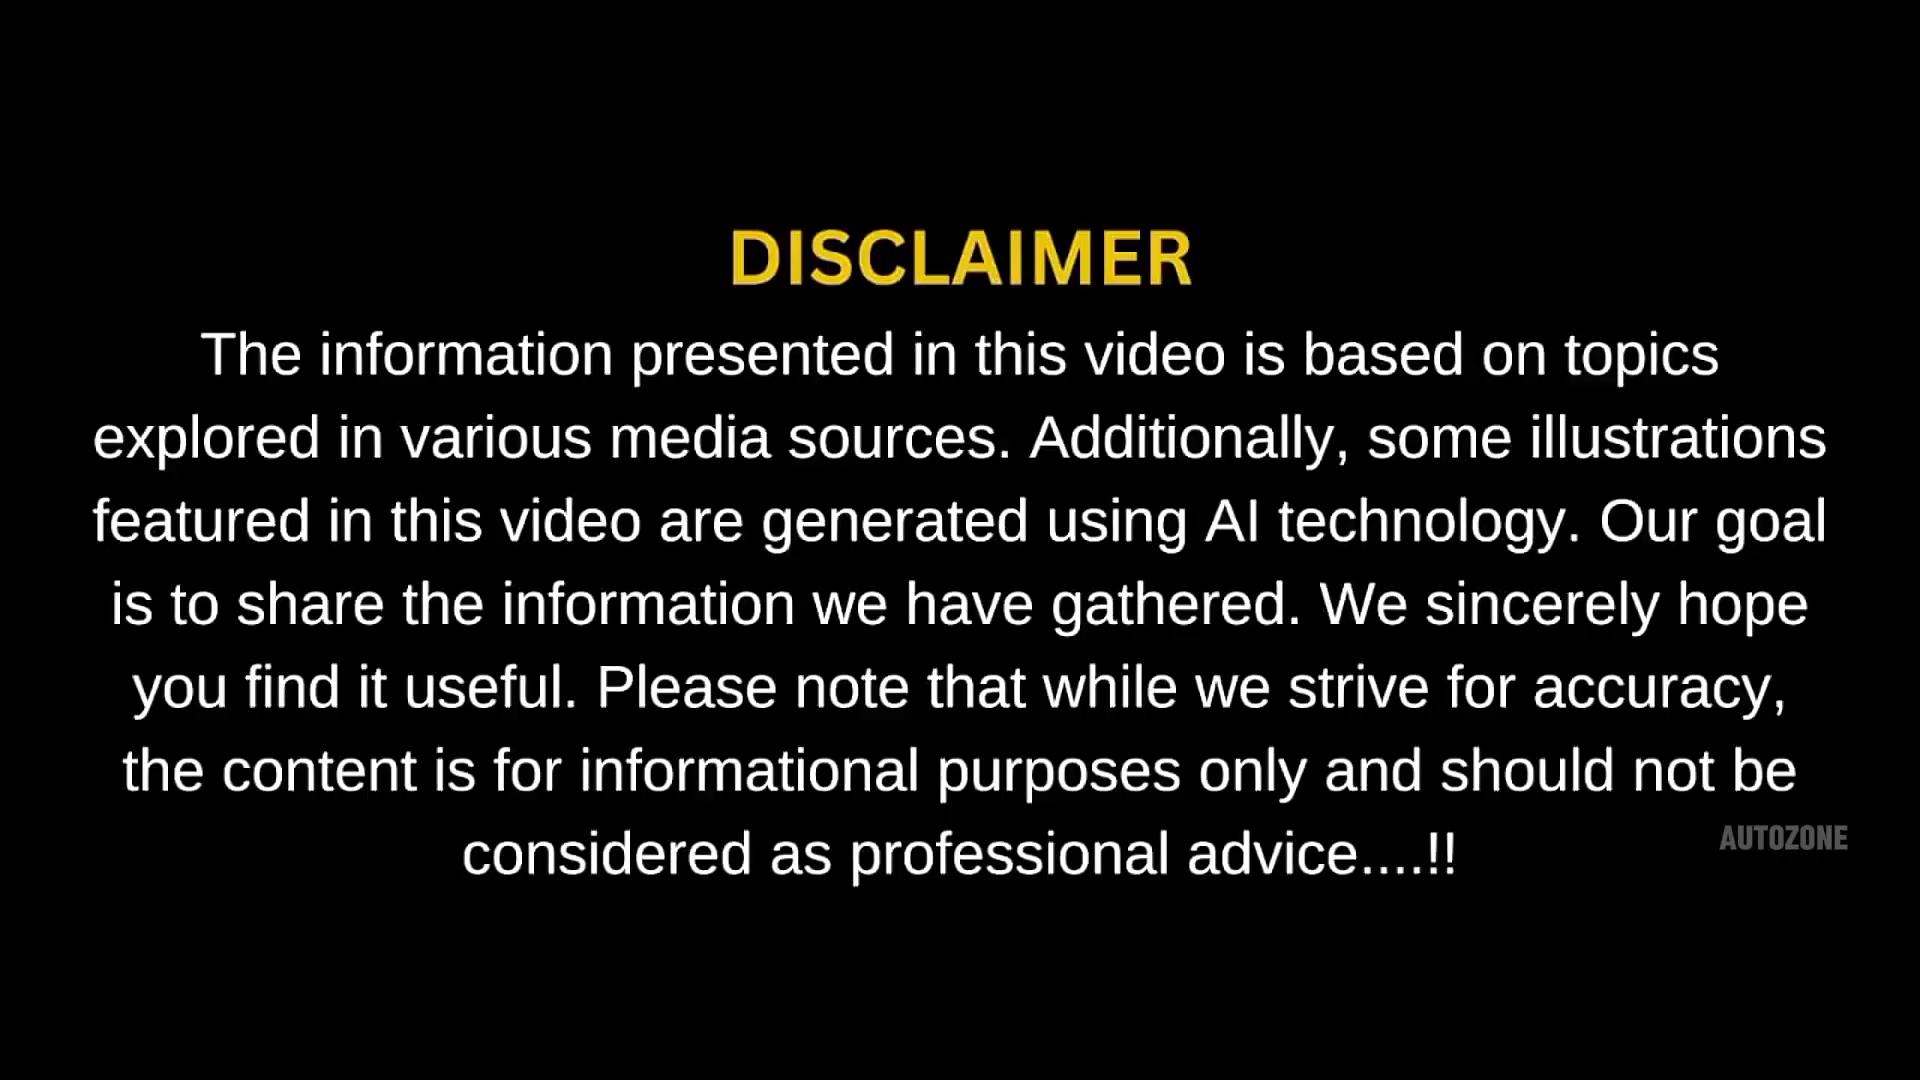 DISCLAIMER
The information presented in this video is based on topics
explored in various media sources. Additionally, some illustrations
featured in this video are generated using AI technology. Our goal
is to share the information we have gathered. We sincerely hope
you find it useful. Please note that while we strive for accuracy,
the content is for informational purposes only and should not be
considered as professional advice....!!
AUTOZONE